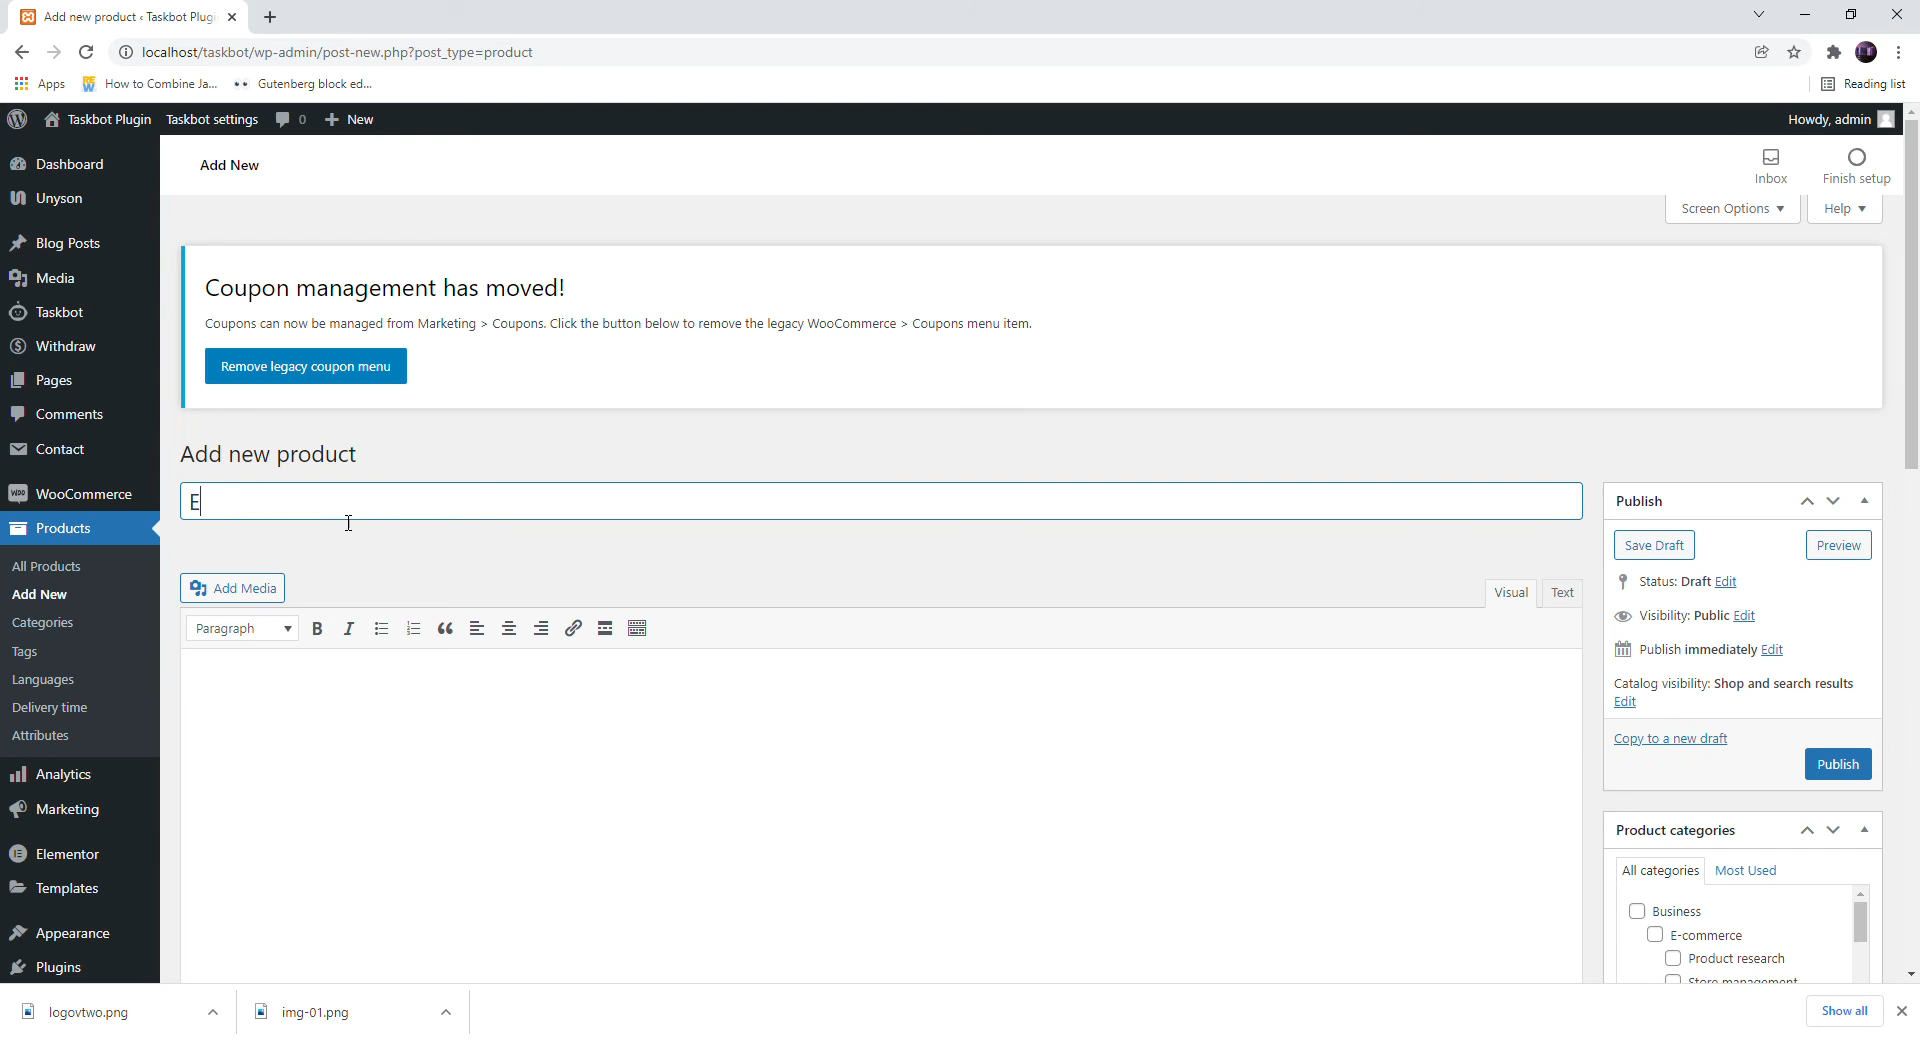 Add new product ‹ Taskbot Plugi
localhost/taskbot/wp-admin/post-new.php?post_type=product
Apps
How to Combine Ja...
Gutenberg block ed...
Reading list
Taskbot Plugin
Taskbot settings
0
New
Howdy, admin
Dashboard
Unyson
Blog Posts
Media
Taskbot
Withdraw
Pages
Comments
Contact
WooCommerce
Products
All Products
Add New
Categories
Tags
Languages
Delivery time
Attributes
Analytics
Marketing
Elementor
Templates
Appearance
Plugins
Add New
Inbox
Finish setup
Screen Options
Help
Coupon management has moved!
Coupons can now be managed from Marketing > Coupons. Click the button below to remove the legacy WooCommerce > Coupons menu item.
Remove legacy coupon menu
Add new product
E
Add Media
Visual
Text
Paragraph
B
I
Publish
Save Draft
Preview
Status: Draft Edit
Visibility: Public Edit
Publish immediately Edit
Catalog visibility: Shop and search results
Edit
Copy to a new draft
Publish
Product categories
All categories
Most Used
Business
E-commerce
Product research
Store management
logovtwo.png
img-01.png
Show all